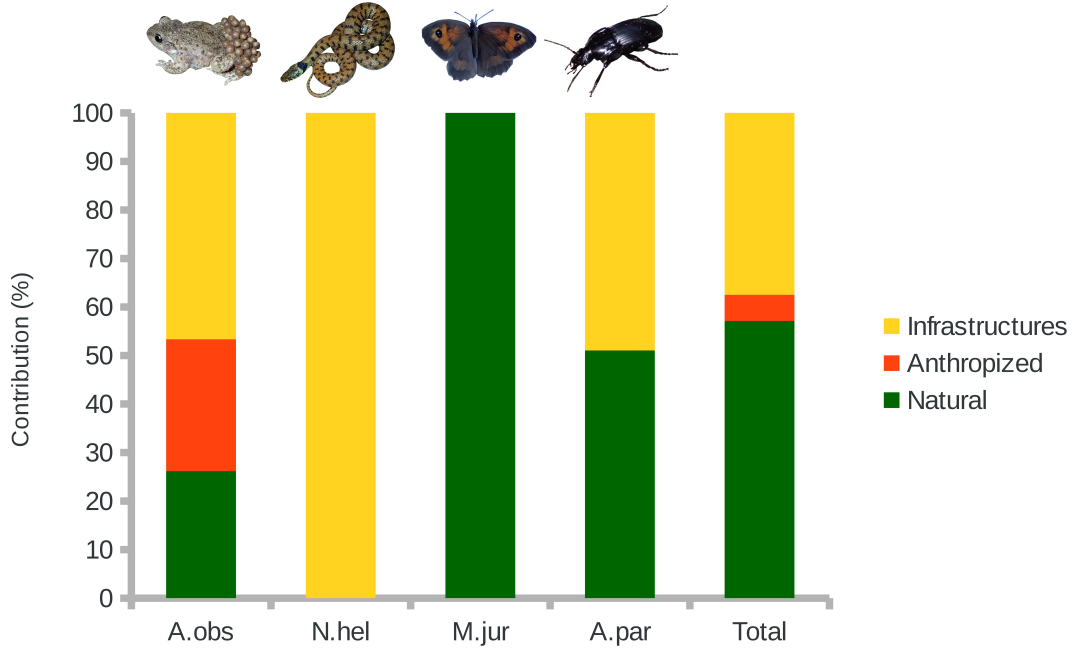 100
90
80
70
60
50
40
30
20
10
0
Contribution (%)
A.obs
N.hel
M.jur
A.par
Total
Infrastructures
Anthropized
Natural